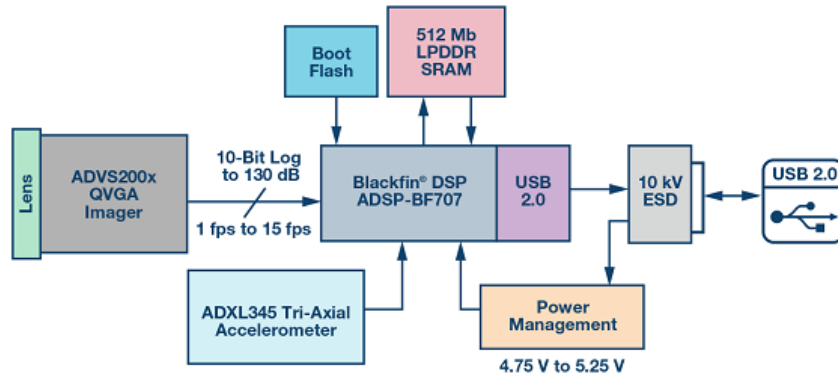 Boot
Flash
512 Mb
LPDDR
SRAM
Lens
ADVS200x
QVGA
Imager
10-Bit Log
to 130 dB
1 fps to 15 fps
Blackfin® DSP
ADSP-BF707
USB
2.0
10 kV
ESD
USB 2.0
ADXL345 Tri-Axial
Accelerometer
Power
Management
4.75 V to 5.25 V